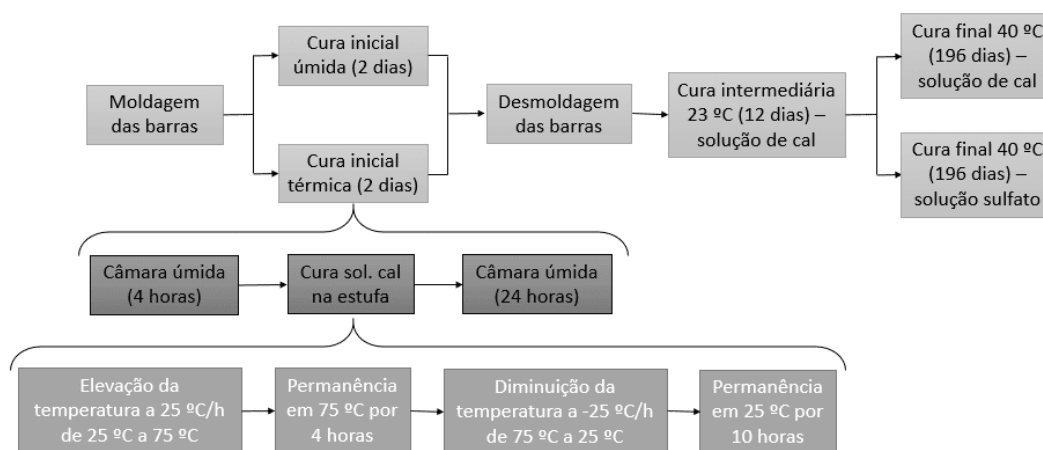 Cura inicial
úmida (2 dias)
Cura final 40 ºC
(196 dias) –
solução de cal
Moldagem
das barras
Desmoldagem
das barras
Cura intermediária
23 ºC (12 dias) –
solução de cal
Cura inicial
térmica (2 dias)
Cura final 40 ºC
(196 dias) –
solução sulfato
Câmara úmida
(4 horas)
Cura sol. cal
na estufa
Câmara úmida
(24 horas)
Elevação da
temperatura a 25 ºC/h
de 25 ºC a 75 ºC
Permanência
em 75 ºC por
4 horas
Diminuição da
temperatura a -25 ºC/h
de 75 ºC a 25 ºC
Permanência
em 25 ºC por
10 horas